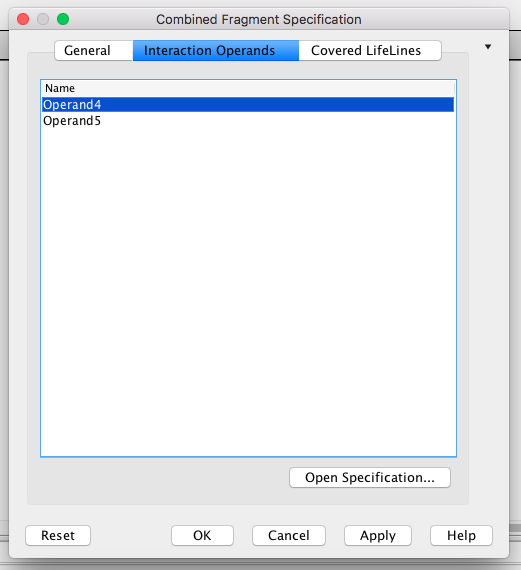 Combined Fragment Specification
General Interaction Operands Covered LifeLines
Name
Operand4
Operand5
Open Specification...
Reset OK Cancel Apply Help